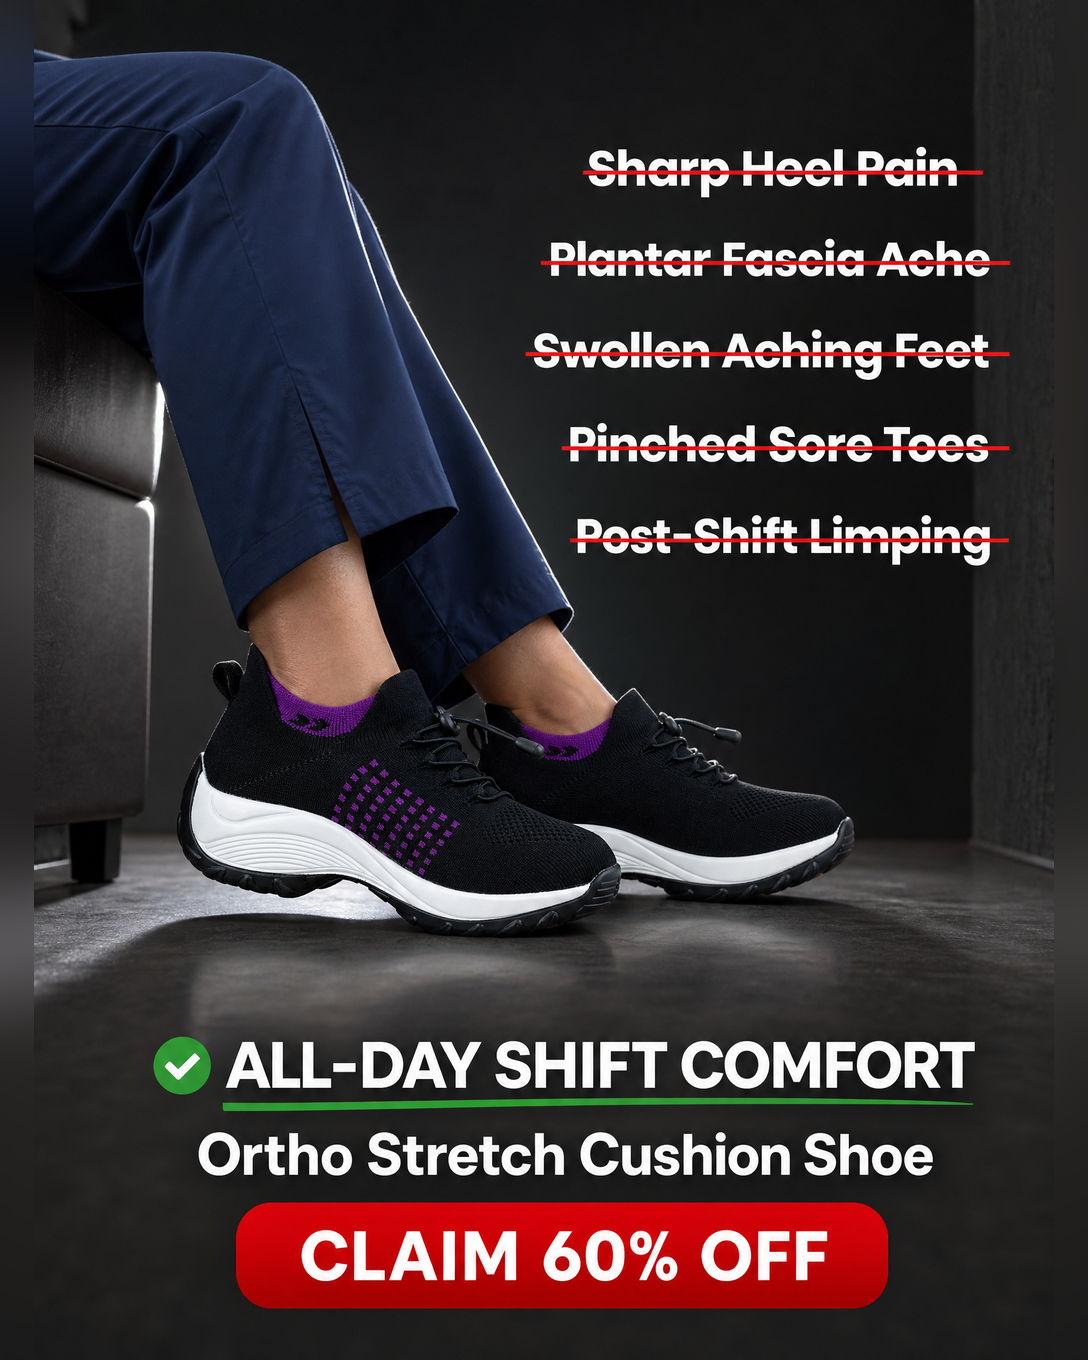 Sharp Heel Pain
Plantar Fascia Ache
Swollen Aching Feet
Pinched Sore Toes
Post-Shift Limping
ALL-DAY SHIFT COMFORT
Ortho Stretch Cushion Shoe
CLAIM 60% OFF